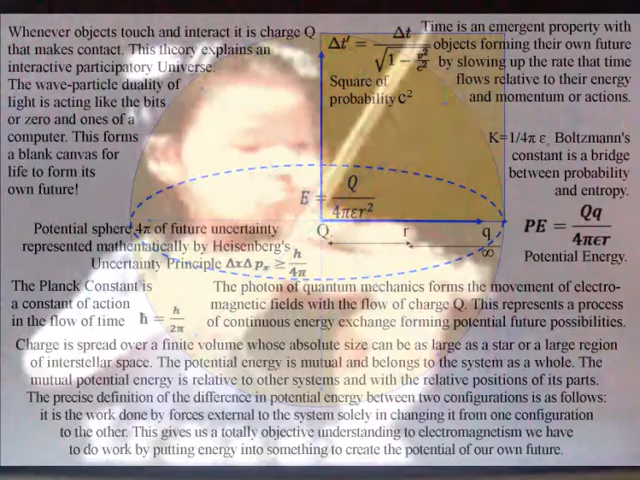 Whenever objects touch and interact it is charge Q
that makes contact. This theory explains an
interactive participatory Universe.
The wave-particle duality of
light is acting like the bits
or zero and ones of a
computer. This forms
a blank canvas for
life to form its
own future!
Δt′ = Δt / √1 − v²/c²
Square of
probability c²
Time is an emergent property with
objects forming their own future
by slowing up the rate that time
flows relative to their energy
and momentum or actions.
K=1/4π ε˳ Boltzmann's
constant is a bridge
between probability
and entropy.
E = Q / 4πεr²
Q r q
∞
PE = Qq / 4πεr
Potential Energy.
Potential sphere 4π of future uncertainty
represented mathematically by Heisenberg's
Uncertainty Principle ΔxΔpₓ ≥ h / 4π
The Planck Constant is
a constant of action
in the flow of time ħ = h / 2π
The photon of quantum mechanics forms the movement of electro-
magnetic fields with the flow of charge Q. This represents a process
of continuous energy exchange forming potential future possibilities.
Charge is spread over a finite volume whose absolute size can be as large as a star or a large region
of interstellar space. The potential energy is mutual and belongs to the system as a whole. The
mutual potential energy is relative to other systems and with the relative positions of its parts.
The precise definition of the difference in potential energy between two configurations is as follows:
it is the work done by forces external to the system solely in changing it from one configuration
to the other. This gives us a totally objective understanding to electromagnetism we have
to do work by putting energy into something to create the potential of our own future.